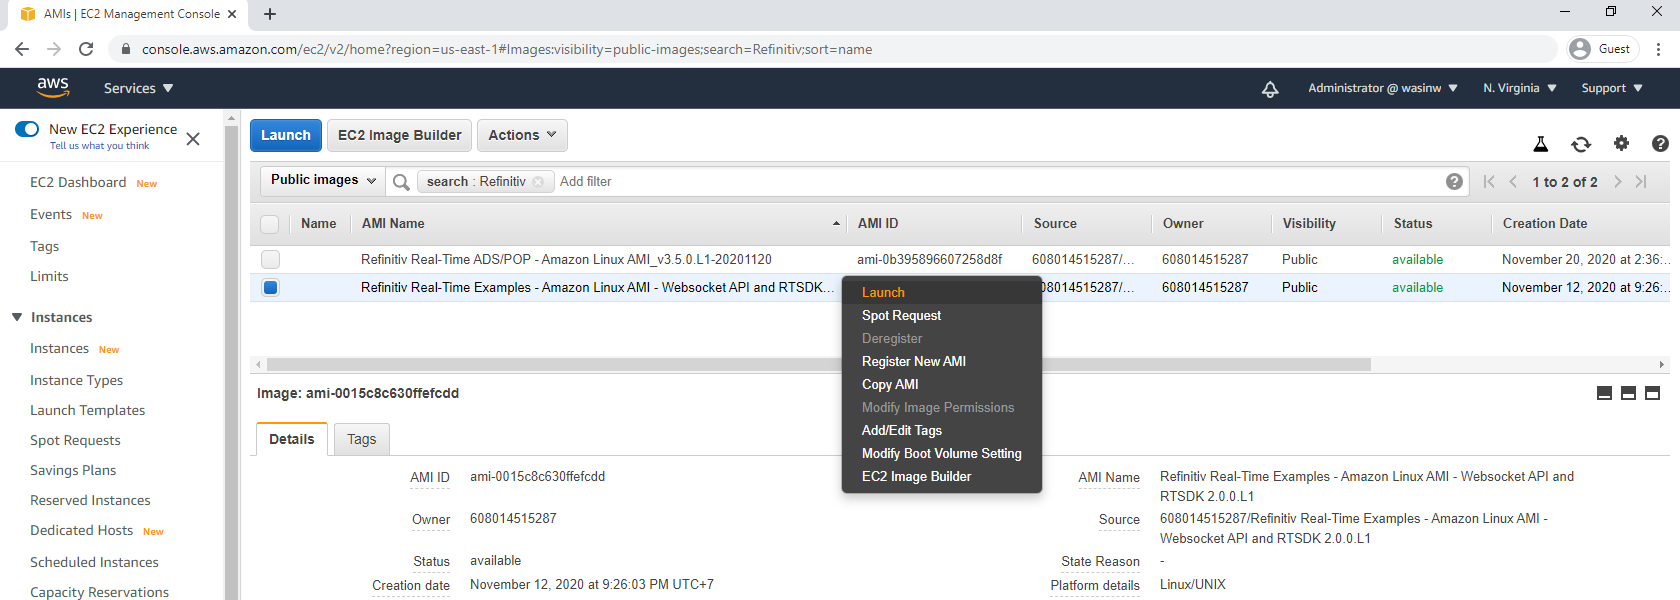 AMIs | EC2 Management Console
console.aws.amazon.com/ec2/v2/home?region=us-east-1#Images:visibility=public-images;search=Refinitiv;sort=name
Guest
aws
Services
Administrator @ wasinw
N. Virginia
Support
New EC2 Experience
Tell us what you think
EC2 Dashboard New
Events New
Tags
Limits
Instances
Instances New
Instance Types
Launch Templates
Spot Requests
Savings Plans
Reserved Instances
Dedicated Hosts New
Scheduled Instances
Capacity Reservations
Launch
EC2 Image Builder
Actions
Public images
search : Refinitiv
Add filter
1 to 2 of 2
Name AMI Name AMI ID Source Owner Visibility Status Creation Date
Refinitiv Real-Time ADS/POP - Amazon Linux AMI_v3.5.0.L1-20201120 ami-0b395896607258d8f 608014515287/... 608014515287 Public available November 20, 2020 at 2:36:..
Refinitiv Real-Time Examples - Amazon Linux AMI - Websocket API and RTSDK... 08014515287/... 608014515287 Public available November 12, 2020 at 9:26:..
Launch
Spot Request
Deregister
Register New AMI
Copy AMI
Modify Image Permissions
Add/Edit Tags
Modify Boot Volume Setting
EC2 Image Builder
Image: ami-0015c8c630ffefcdd
Details
Tags
AMI ID ami-0015c8c630ffefcdd
Owner 608014515287
Status available
Creation date November 12, 2020 at 9:26:03 PM UTC+7
AMI Name Refinitiv Real-Time Examples - Amazon Linux AMI - Websocket API and
RTSDK 2.0.0.L1
Source 608014515287/Refinitiv Real-Time Examples - Amazon Linux AMI -
Websocket API and RTSDK 2.0.0.L1
State Reason -
Platform details Linux/UNIX